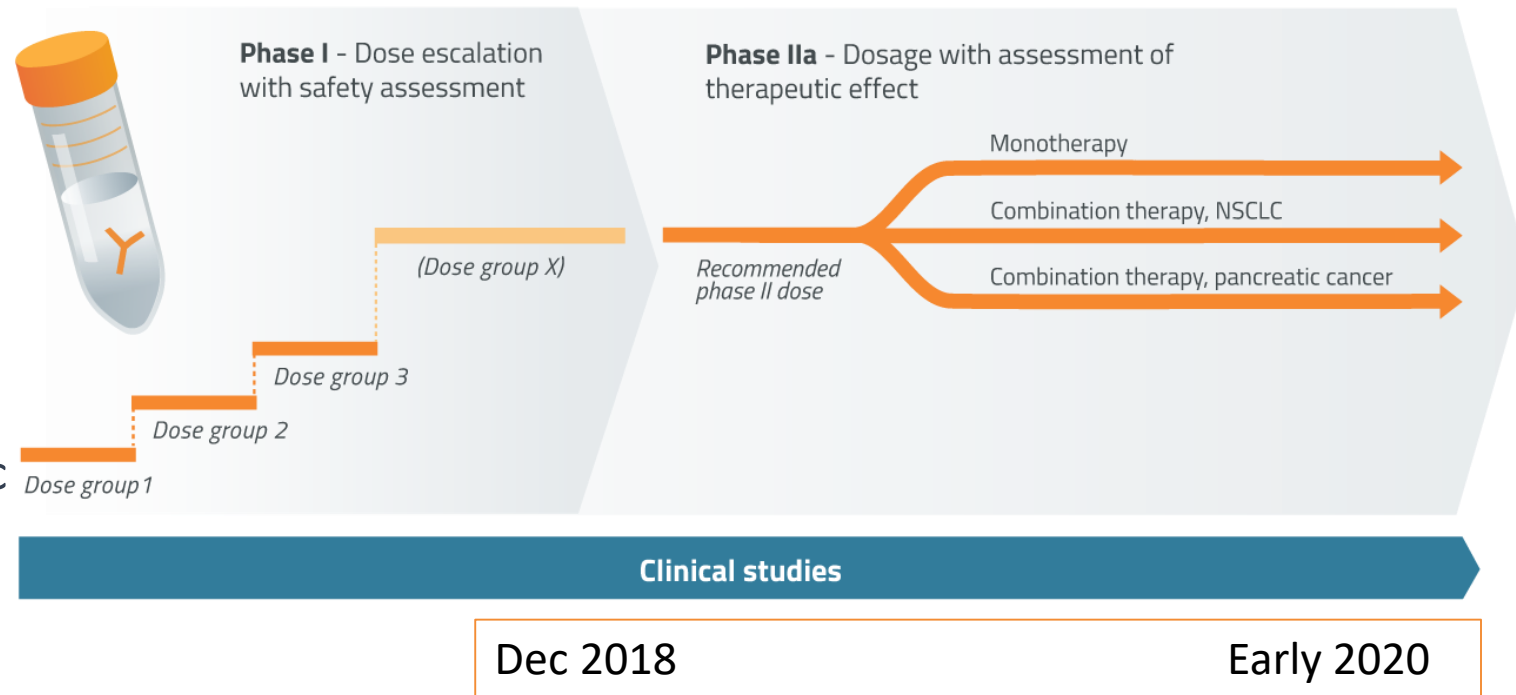 Phase I - Dose escalation
with safety assessment
Phase IIa - Dosage with assessment of
therapeutic effect
Monotherapy
Combination therapy, NSCLC
Combination therapy, pancreatic cancer
(Dose group X)
Recommended
phase II dose
Dose group 3
Dose group 2
Dose group 1
Clinical studies
Dec 2018
Early 2020